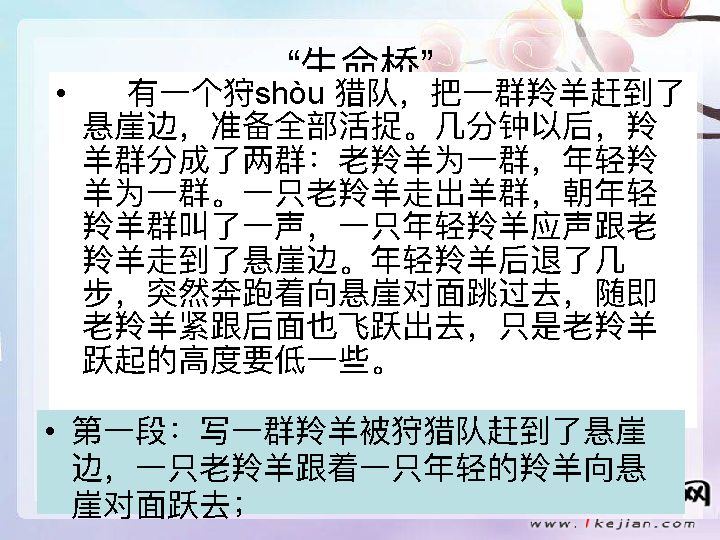 “生命桥”
• 有一个狩shòu 猎队，把一群羚羊赶到了
悬崖边，准备全部活捉。几分钟以后，羚
羊群分成了两群：老羚羊为一群，年轻羚
羊为一群。一只老羚羊走出羊群，朝年轻
羚羊群叫了一声，一只年轻羚羊应声跟老
羚羊走到了悬崖边。年轻羚羊后退了几
步，突然奔跑着向悬崖对面跳过去，随即
老羚羊紧跟后面也飞跃出去，只是老羚羊
跃起的高度要低一些。
• 第一段：写一群羚羊被狩猎队赶到了悬崖
边，一只老羚羊跟着一只年轻的羚羊向悬
崖对面跃去；
网
www.1kejian.com